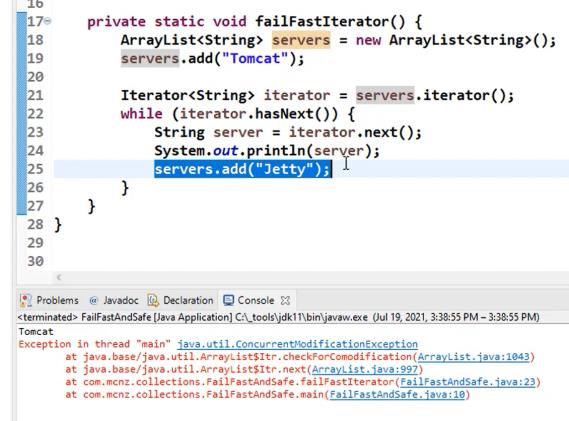 16
17 private static void failFastIterator() {
18 ArrayList<String> servers = new ArrayList<String>();
19 servers.add("Tomcat");
20
21 Iterator<String> iterator = servers.iterator();
22 while (iterator.hasNext()) {
23 String server = iterator.next();
24 System.out.println(server);
25 servers.add("Jetty");
26 }
27 }
28 }
29
30
Problems @ Javadoc Declaration Console
<terminated> FailFastAndSafe [Java Application] C:\_tools\jdk11\bin\javaw.exe (Jul 19, 2021, 3:38:55 PM – 3:38:55 PM)
Tomcat
Exception in thread "main" java.util.ConcurrentModificationException
at java.base/java.util.ArrayList$Itr.checkForComodification(ArrayList.java:1043)
at java.base/java.util.ArrayList$Itr.next(ArrayList.java:997)
at com.mcnz.collections.FailFastAndSafe.failFastIterator(FailFastAndSafe.java:23)
at com.mcnz.collections.FailFastAndSafe.main(FailFastAndSafe.java:10)